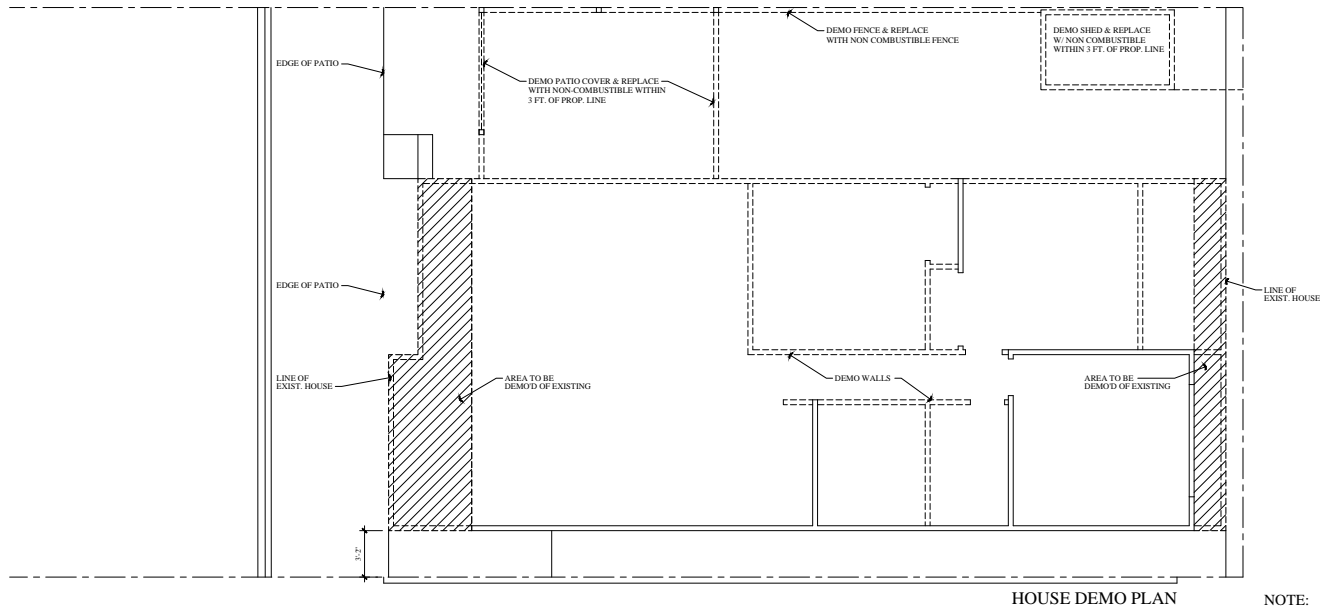 DEMO FENCE & REPLACE
WITH NON COMBUSTIBLE FENCE
DEMO SHED & REPLACE
W/ NON COMBUSTIBLE
WITHIN 3 FT. OF PROP. LINE
EDGE OF PATIO
DEMO PATIO COVER & REPLACE
WITH NON-COMBUSTIBLE WITHIN
3 FT. OF PROP. LINE
EDGE OF PATIO
LINE OF
EXIST. HOUSE
LINE OF
EXIST. HOUSE
AREA TO BE
DEMO'D OF EXISTING
DEMO WALLS
AREA TO BE
DEMO'D OF EXISTING
3'-2"
HOUSE DEMO PLAN
NOTE: